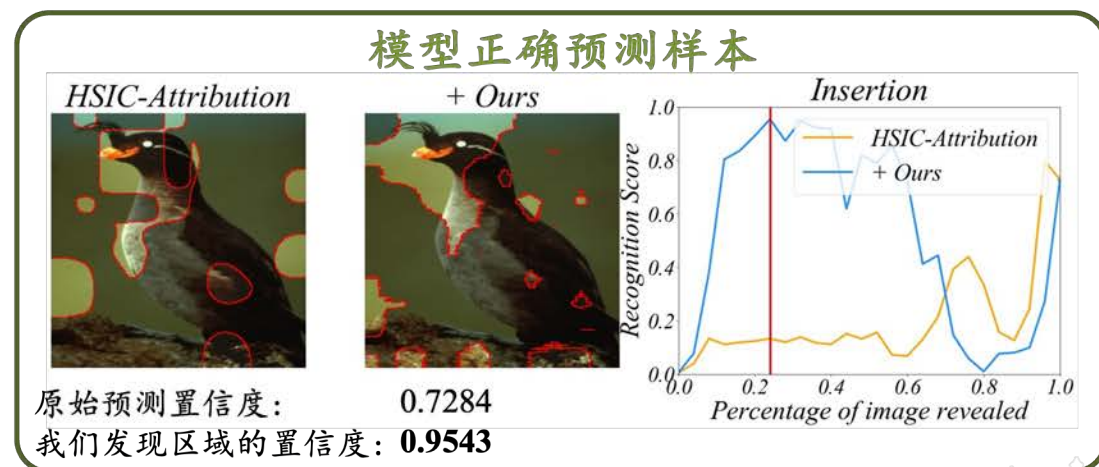 模型正确预测样本
HSIC-Attribution
+ Ours
Insertion
HSIC-Attribution
+ Ours
Recognition Score
1.0
0.8
0.6
0.4
0.2
0.0
0.0 0.2 0.4 0.6 0.8 1.0
Percentage of image revealed
原始预测置信度: 0.7284
我们发现区域的置信度: 0.9543